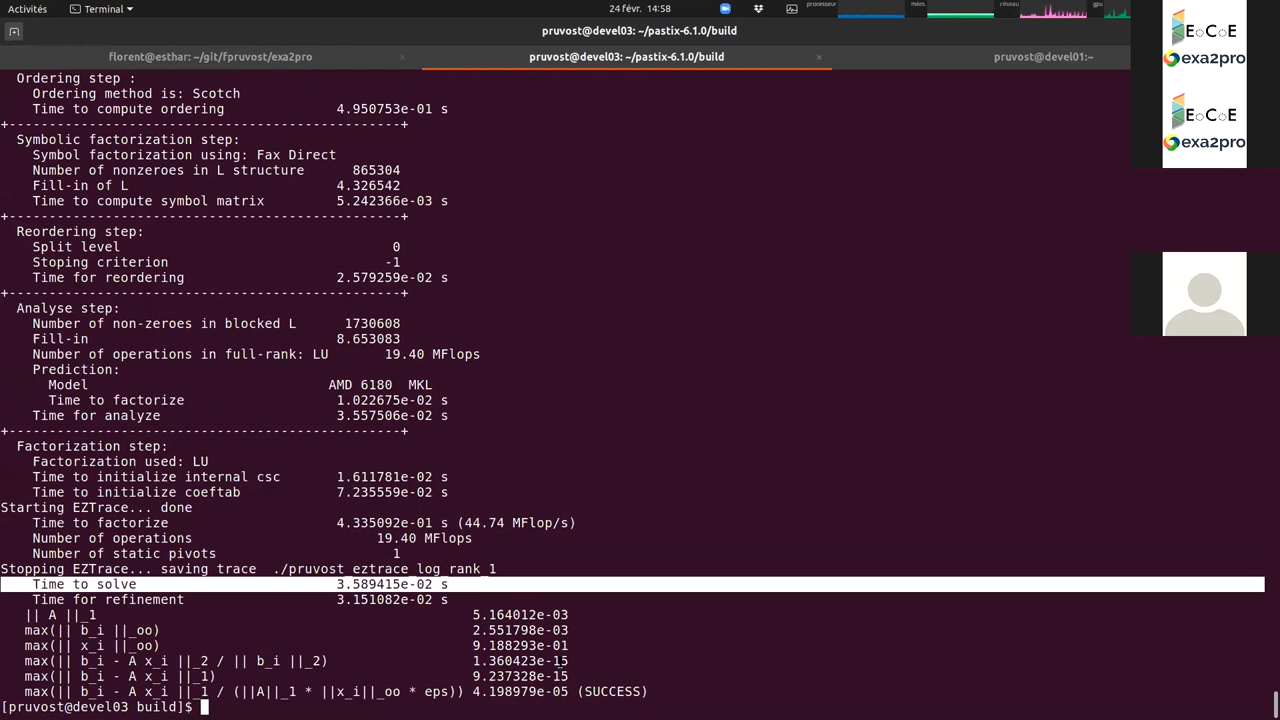 Activités
Terminal
24 févr. 14:58
processeur
mém.
réseau
gpu
pruvost@devel03: ~/pastix-6.1.0/build
florent@esthar: ~/git/fpruvost/exa2pro
pruvost@devel03: ~/pastix-6.1.0/build
pruvost@devel01:~
EoCoE
exa2pro
EoCoE
exa2pro
Ordering step :
Ordering method is: Scotch
Time to compute ordering 4.950753e-01 s
+-------------------------------------------------+
Symbolic factorization step:
Symbol factorization using: Fax Direct
Number of nonzeroes in L structure 865304
Fill-in of L 4.326542
Time to compute symbol matrix 5.242366e-03 s
+-------------------------------------------------+
Reordering step:
Split level 0
Stoping criterion -1
Time for reordering 2.579259e-02 s
+-------------------------------------------------+
Analyse step:
Number of non-zeroes in blocked L 1730608
Fill-in 8.653083
Number of operations in full-rank: LU 19.40 MFlops
Prediction:
Model AMD 6180 MKL
Time to factorize 1.022675e-02 s
Time for analyze 3.557506e-02 s
+-------------------------------------------------+
Factorization step:
Factorization used: LU
Time to initialize internal csc 1.611781e-02 s
Time to initialize coeftab 7.235559e-02 s
Starting EZTrace... done
Time to factorize 4.335092e-01 s (44.74 MFlop/s)
Number of operations 19.40 MFlops
Number of static pivots 1
Stopping EZTrace... saving trace ./pruvost_eztrace_log_rank_1
Time to solve 3.589415e-02 s
Time for refinement 3.151082e-02 s
|| A ||_1 5.164012e-03
max(|| b_i ||_oo) 2.551798e-03
max(|| x_i ||_oo) 9.188293e-01
max(|| b_i - A x_i ||_2 / || b_i ||_2) 1.360423e-15
max(|| b_i - A x_i ||_1) 9.237328e-15
max(|| b_i - A x_i ||_1 / (||A||_1 * ||x_i||_oo * eps)) 4.198979e-05 (SUCCESS)
[pruvost@devel03 build]$